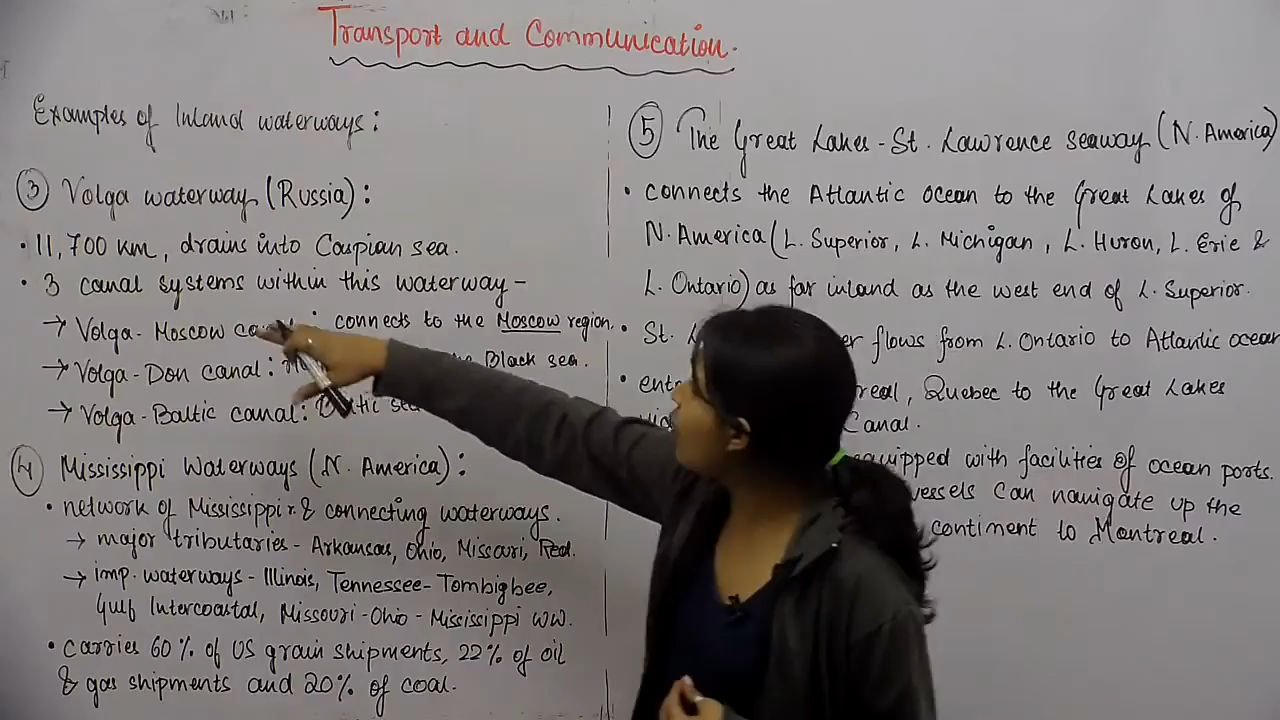 Transport and Communication.
Examples of Inland waterways:
③ Volga waterway (Russia):
• 11,700 km, drains into Caspian sea.
• 3 canal systems within this waterway -
→ Volga - Moscow : connects to the Moscow region.
→ Volga - Don canal: Black sea.
→ Volga - Baltic canal: Baltic sea
④ Mississippi Waterways (N. America):
• network of Mississippi r. & connecting waterways.
→ major tributaries - Arkansas, Ohio, Missouri, Red.
→ imp. waterways - Illinois, Tennessee - Tombigbee,
Gulf Intercoastal, Missouri - Ohio - Mississippi WW.
• carries 60% of US grain shipments, 22% of oil
& gas shipments and 20% of coal.
⑤ The Great Lakes - St. Lawrence seaway (N. America)
• connects the Atlantic Ocean to the Great Lakes of
N. America (L. Superior, L. Michigan, L. Huron, L. Erie &
L. Ontario) as far inland as the west end of L. Superior.
• St. flows from L. Ontario to Atlantic ocean
• Quebec to the Great Lakes
Canal.
equipped with facilities of ocean ports.
vessels can navigate up the
continent to Montreal.